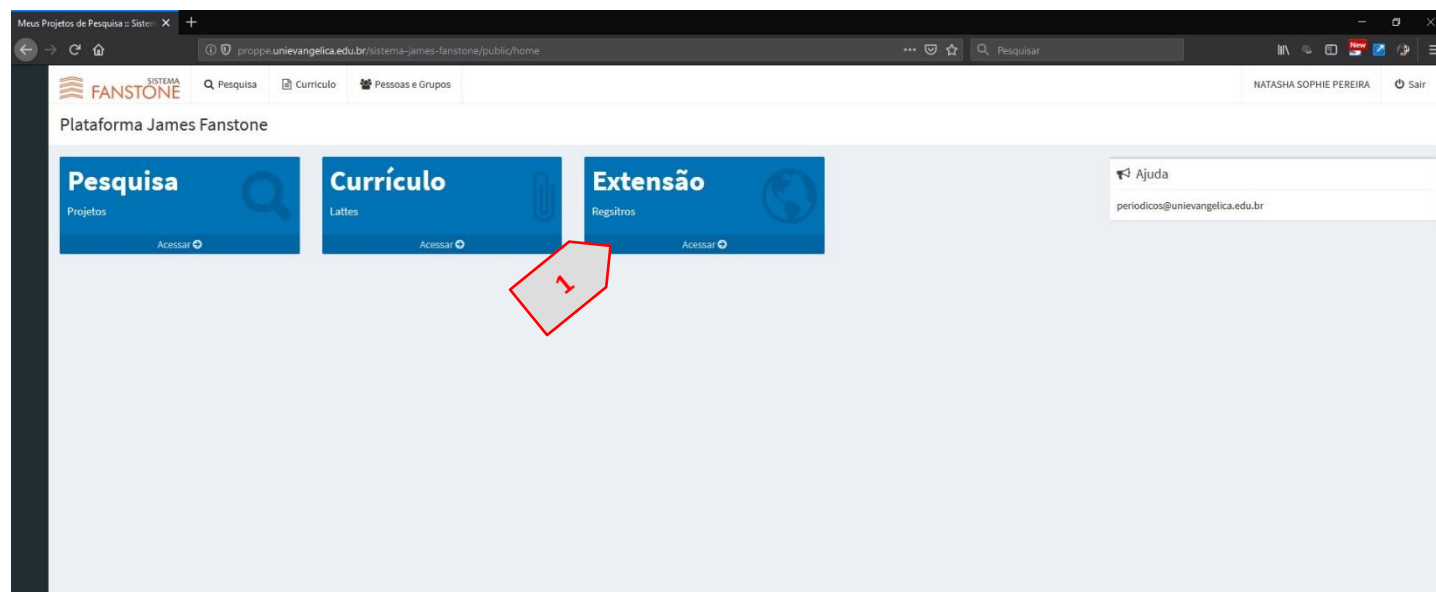 Meus Projetos de Pesquisa :: Sistem
proppe.unievangelica.edu.br/sistema-james-fanstone/public/home
Pesquisar
New
SISTEMA
FANSTONE
Pesquisa
Curriculo
Pessoas e Grupos
NATASHA SOPHIE PEREIRA
Sair
Plataforma James Fanstone
Pesquisa
Projetos
Acessar
Currículo
Lattes
Acessar
Extensão
Regsitros
Acessar
Ajuda
periodicos@unievangelica.edu.br
1